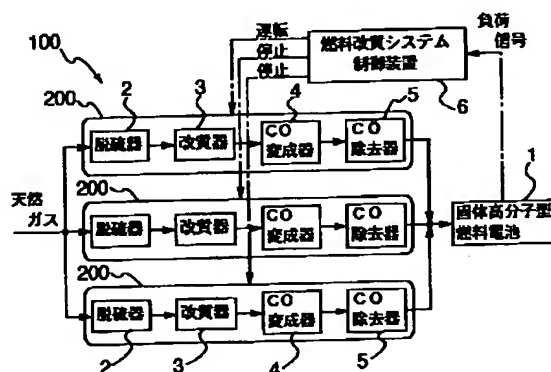 100
運転
停止
停止
燃料改質システム
制御装置
負荷
信号
6
200
2
3
4
5
脱硫器
改質器
CO
変成器
CO
除去器
天然
ガス
200
脱硫器
改質器
CO
変成器
CO
除去器
1
固体高分子型
燃料電池
200
脱硫器
改質器
CO
変成器
CO
除去器
2
3
4
5